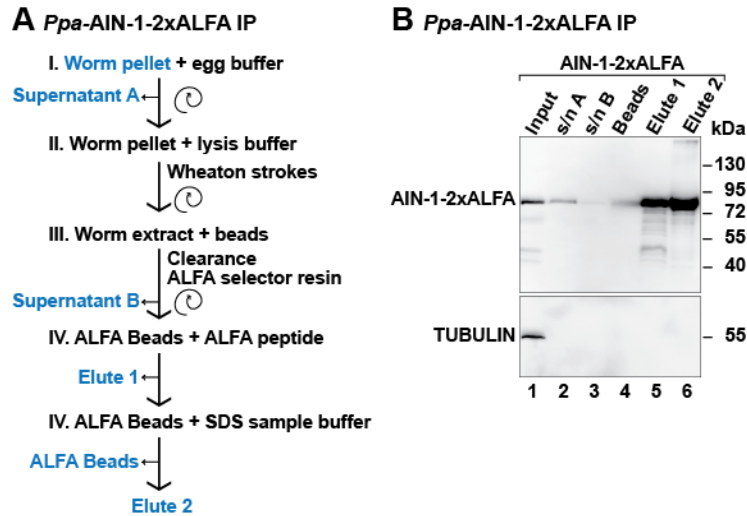 A Ppa-AIN-1-2xALFA IP
I. Worm pellet + egg buffer
Supernatant A
II. Worm pellet + lysis buffer
Wheaton strokes
III. Worm extract + beads
Clearance
ALFA selector resin
Supernatant B
IV. ALFA Beads + ALFA peptide
Elute 1
IV. ALFA Beads + SDS sample buffer
ALFA Beads
Elute 2
B Ppa-AIN-1-2xALFA IP
AIN-1-2xALFA
Input s/n A s/n B Beads Elute 1 Elute 2
kDa
130
95
AIN-1-2xALFA
72
55
40
TUBULIN 55
1 2 3 4 5 6